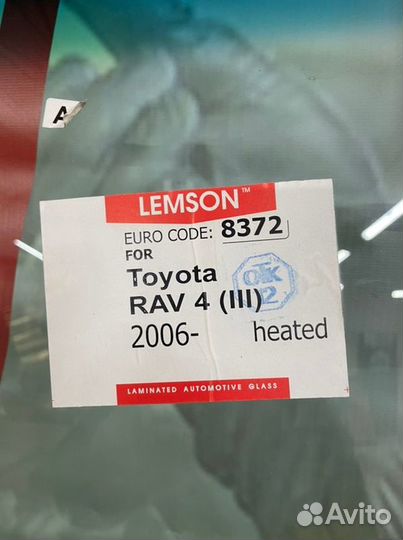 A
LEMSON™
EURO CODE: 8372
FOR
Toyota
RAV 4 (III)
2006- heated
ОТК
2
LAMINATED AUTOMOTIVE GLASS
Avito